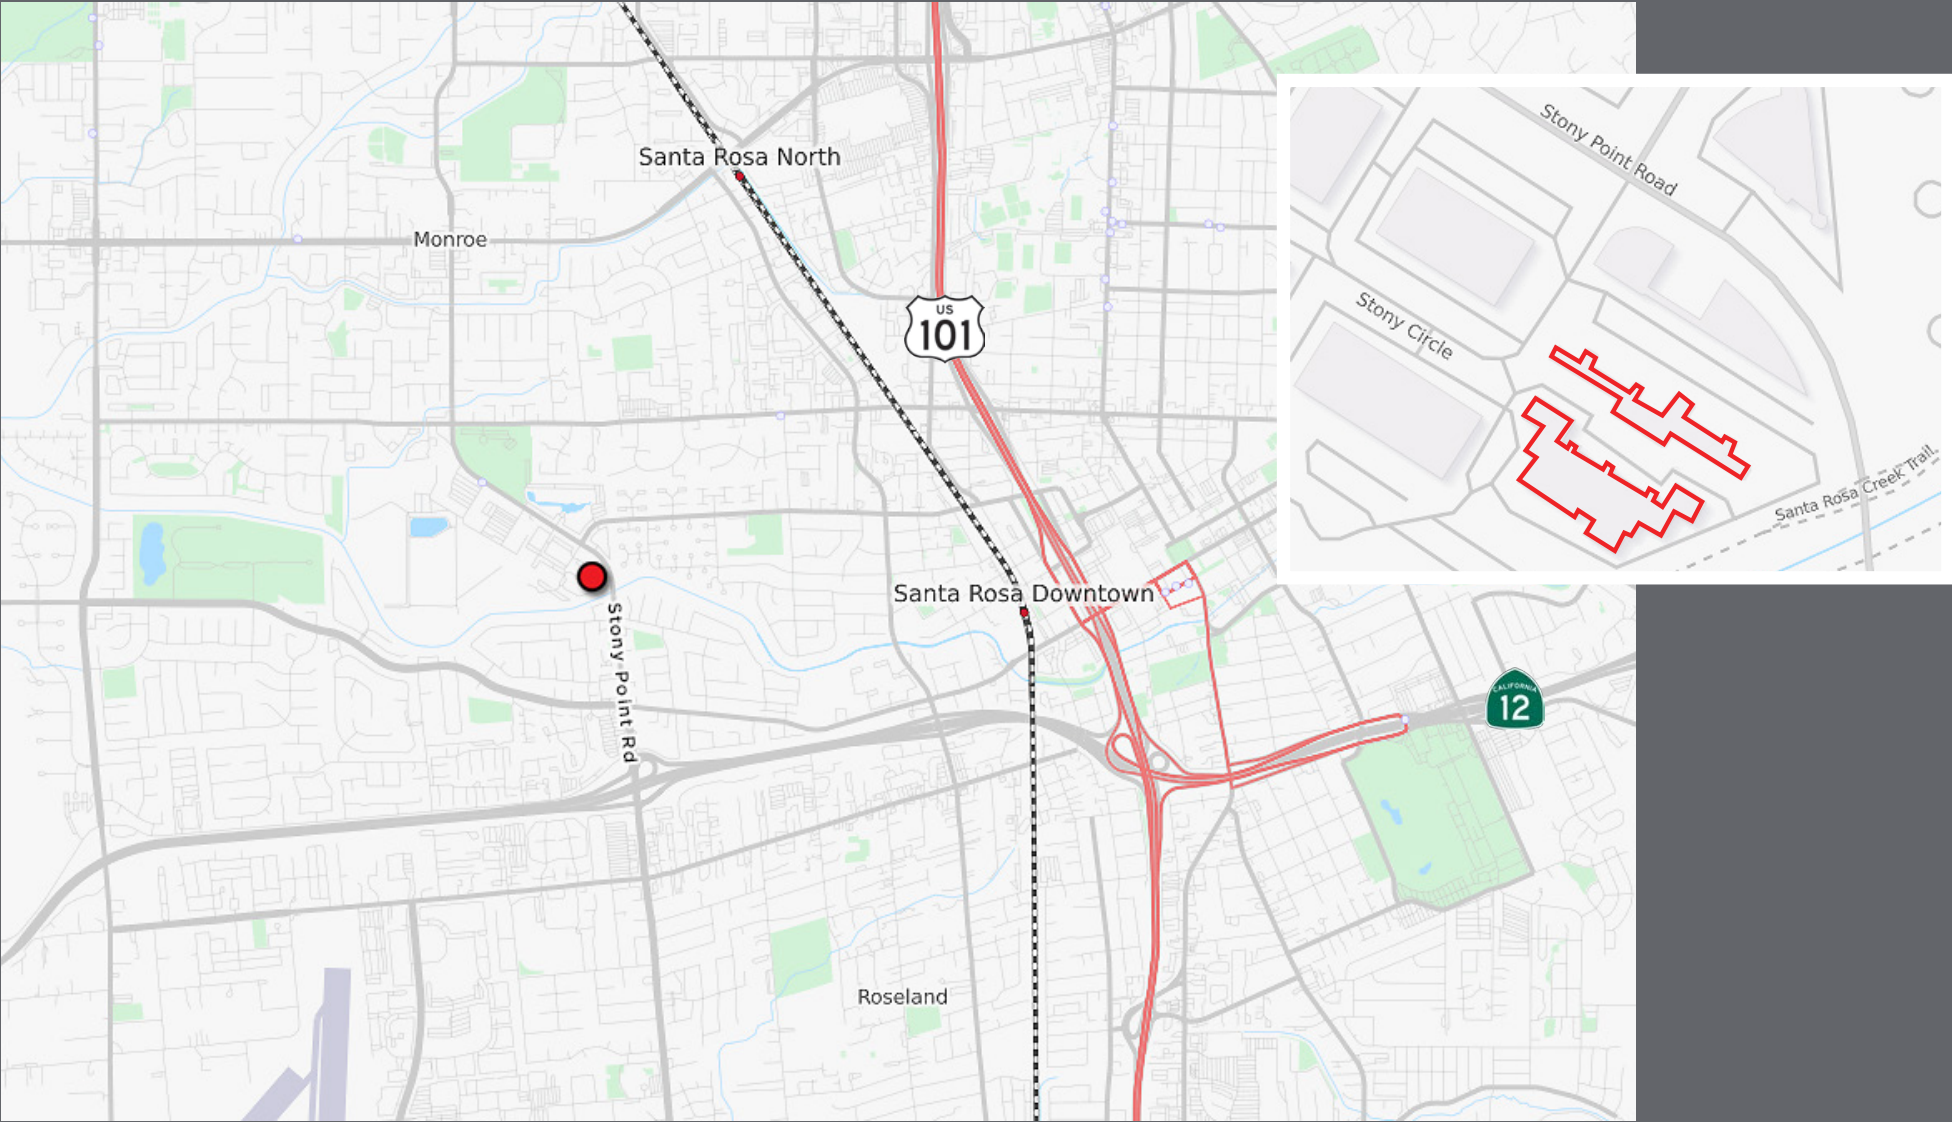 Santa Rosa North
Monroe
US
101
Stony Point Road
Stony Circle
Santa Rosa Creek Trail
Santa Rosa Downtown
Stony Point Rd
CALIFORNIA
12
Roseland